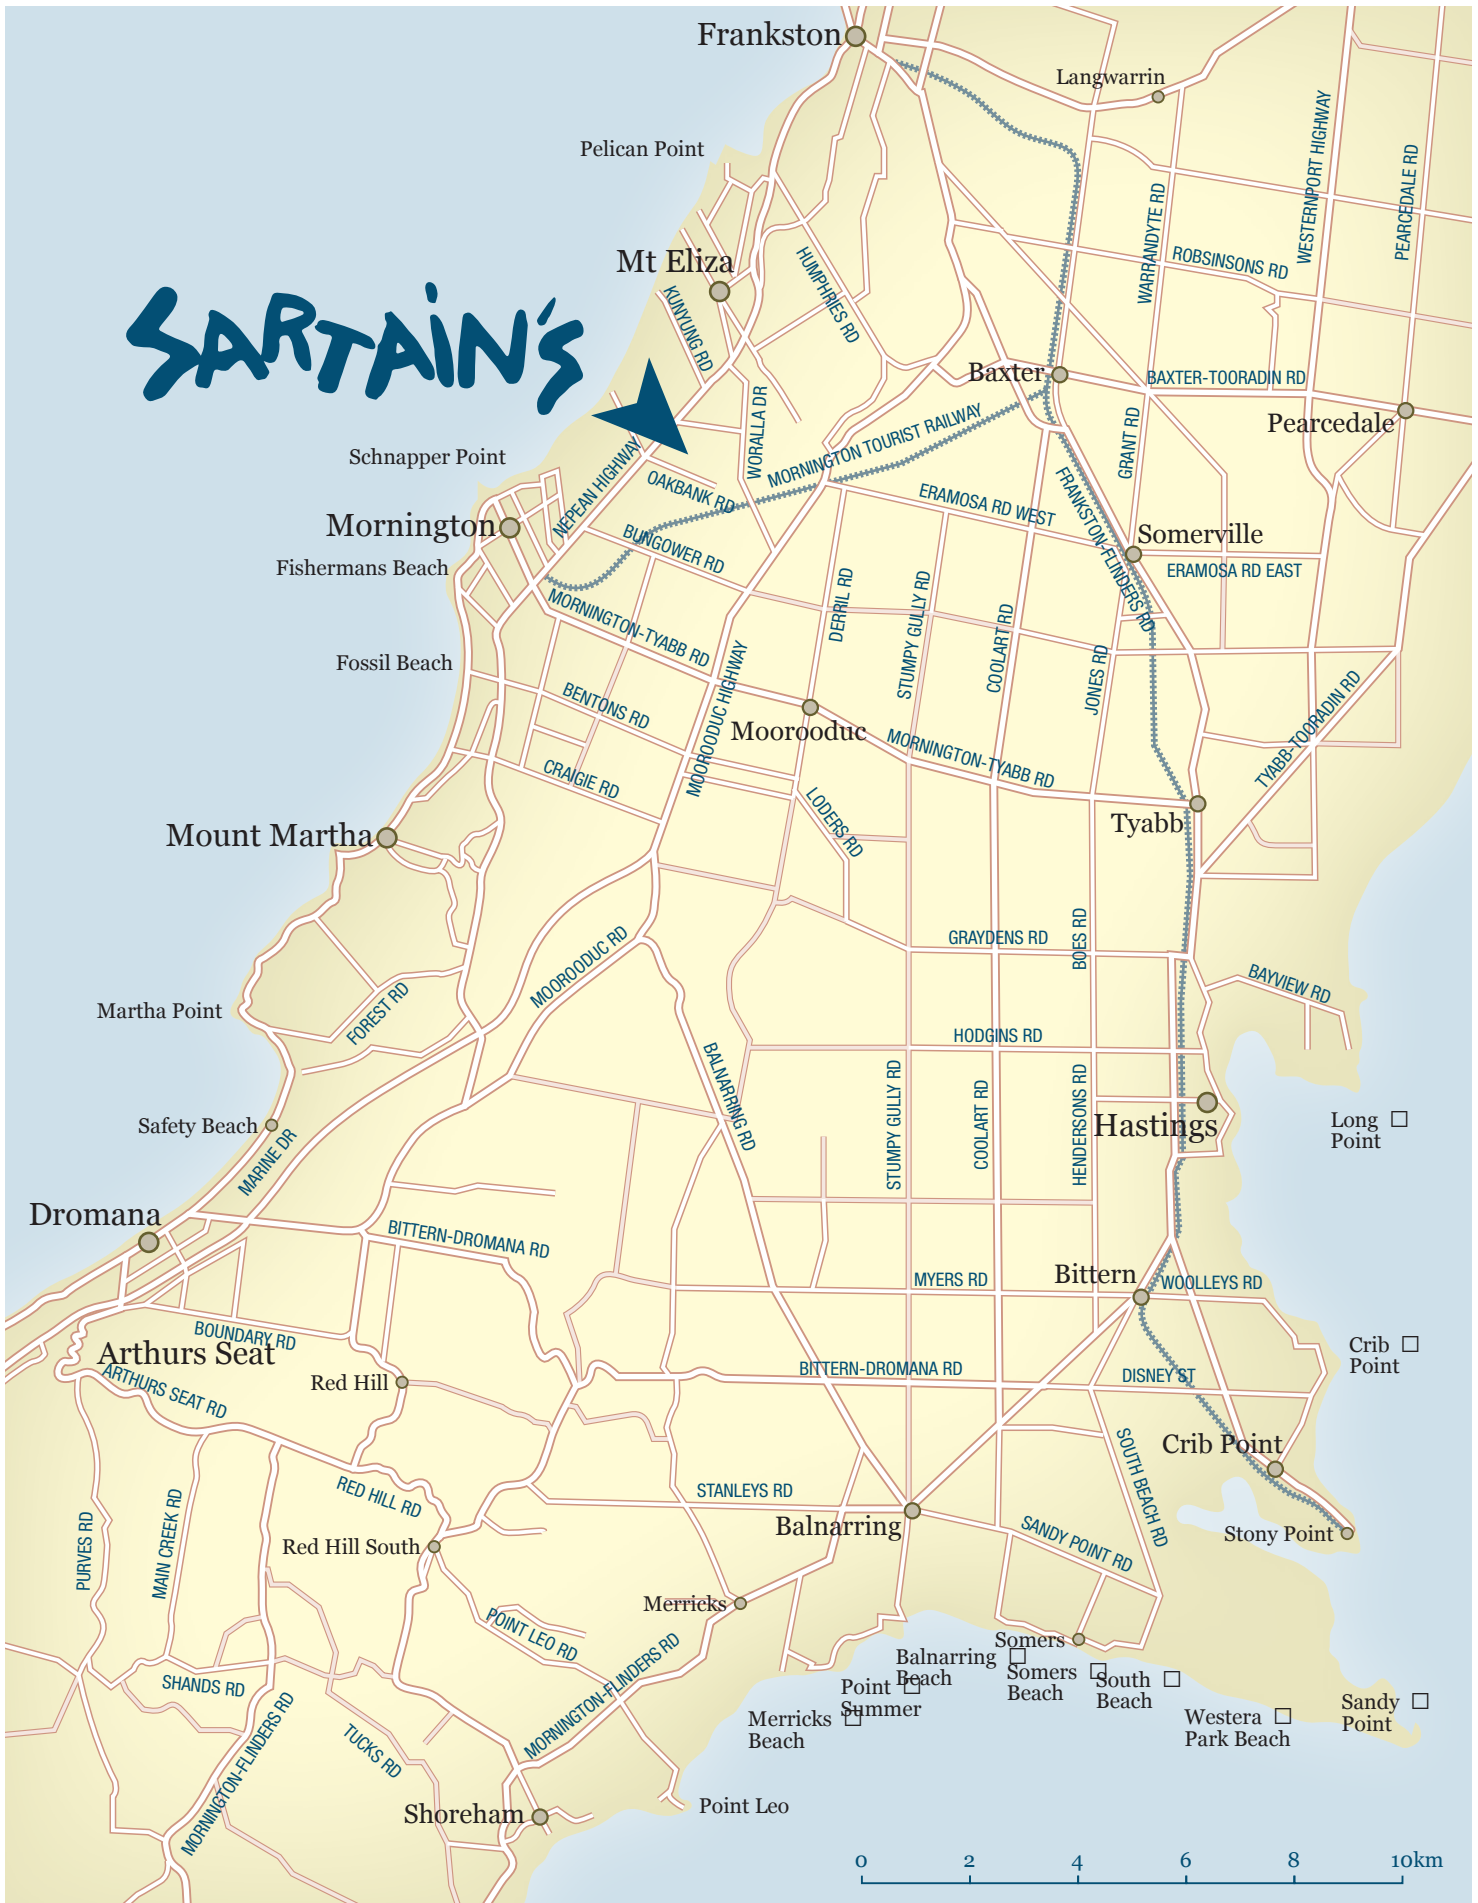 Frankston
Langwarrin
Pelican Point
WESTERNPORT HIGHWAY
PEARCEDALE RD
WARRANDYTE RD
ROBSINSONS RD
Mt Eliza
HUMPHRIES RD
KUNYUNG RD
SARTAIN'S
Baxter
BAXTER-TOORADIN RD
Pearcedale
WORALLA DR
MORNINGTON TOURIST RAILWAY
GRANT RD
Schnapper Point
NEPEAN HIGHWAY
OAKBANK RD
ERAMOSA RD WEST
FRANKSTON-FLINDERS RD
Mornington
BUNGOWER RD
Somerville
ERAMOSA RD EAST
Fishermans Beach
MORNINGTON-TYABB RD
DERRIL RD
STUMPY GULLY RD
COOLART RD
JONES RD
Fossil Beach
BENTONS RD
MOOROODUC HIGHWAY
Moorooduc
MORNINGTON-TYABB RD
TYABB-TOORADIN RD
CRAIGIE RD
LODERS RD
Tyabb
Mount Martha
MOOROODUC RD
GRAYDENS RD
BOES RD
BAYVIEW RD
Martha Point
FOREST RD
HODGINS RD
BALNARRING RD
STUMPY GULLY RD
COOLART RD
HENDERSONS RD
Hastings
Long
Point
Safety Beach
MARINE DR
Dromana
BITTERN-DROMANA RD
MYERS RD
Bittern
WOOLLEYS RD
BOUNDARY RD
Arthurs Seat
Crib
Point
ARTHURS SEAT RD
Red Hill
BITTERN-DROMANA RD
DISNEY ST
SOUTH BEACH RD
Crib Point
RED HILL RD
STANLEYS RD
PURVES RD
MAIN CREEK RD
Red Hill South
Balnarring
SANDY POINT RD
Stony Point
Merricks
POINT LEO RD
Somers
SHANDS RD
MORNINGTON-FLINDERS RD
Balnarring
Beach
Somers
Beach
South
Beach
Point
Summer
Merricks
Beach
Westera
Park Beach
Sandy
Point
MORNINGTON-FLINDERS RD
TUCKS RD
Shoreham
Point Leo
0 2 4 6 8 10km